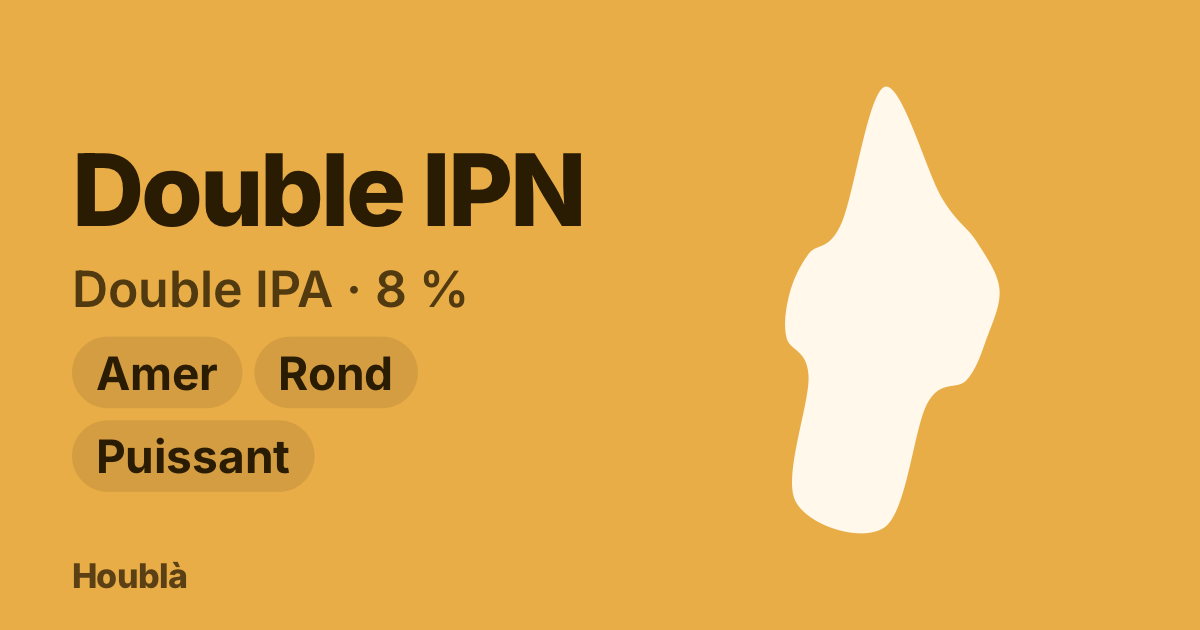 Double IPN
Double IPA · 8 %
Amer Rond
Puissant
Houblà